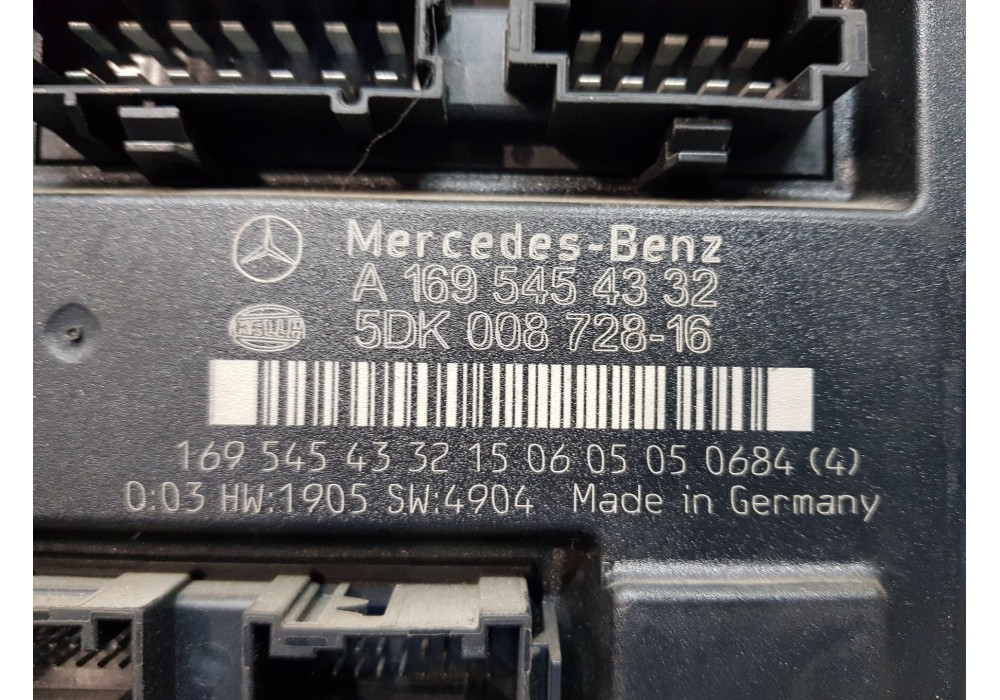 Mercedes-Benz
A 169 545 43 32
HELLA
5DK 008 728-16
169 545 43 32 15 06 05 05 0684 (4)
0:03 HW:1905 SW:4904 Made in Germany